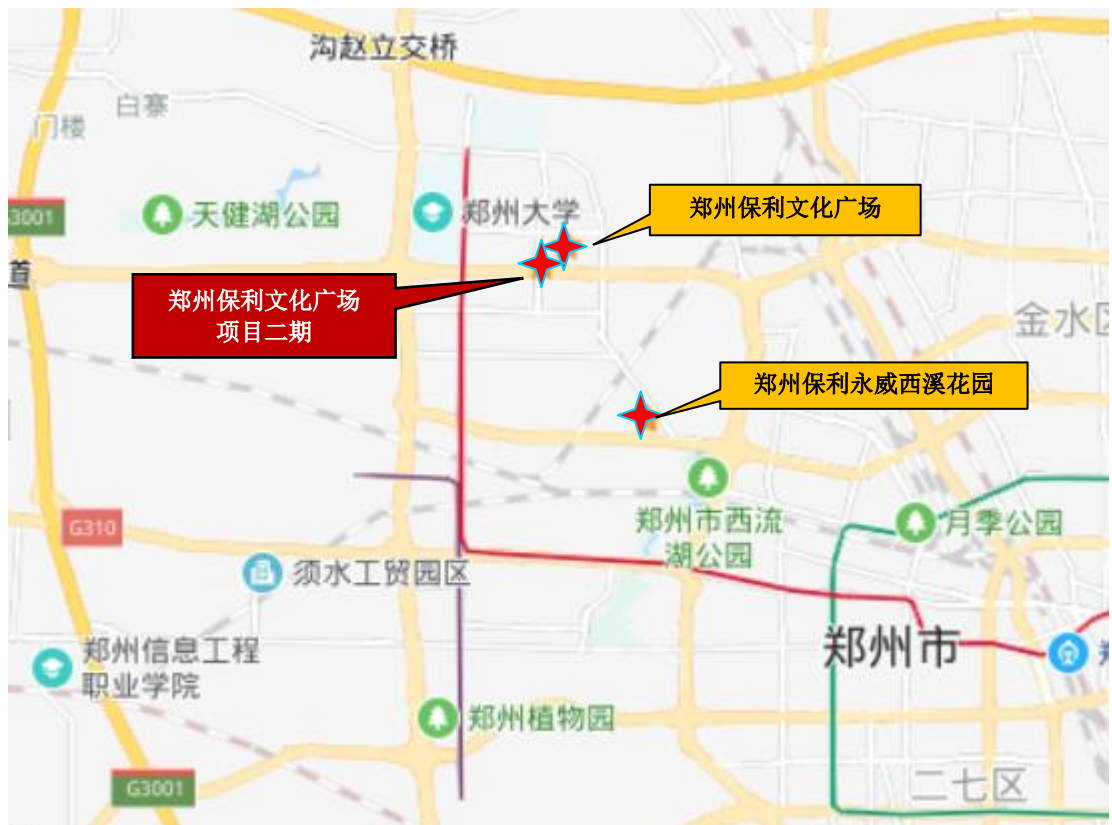 沟赵立交桥
白寨
门楼
3001
天健湖公园
郑州大学
郑州保利文化广场
道
郑州保利文化广场
项目二期
金水区
郑州保利永威西溪花园
G310
郑州市西流
湖公园
月季公园
须水工贸园区
郑州信息工程
职业学院
郑州市
郑州植物园
G3001
二七区